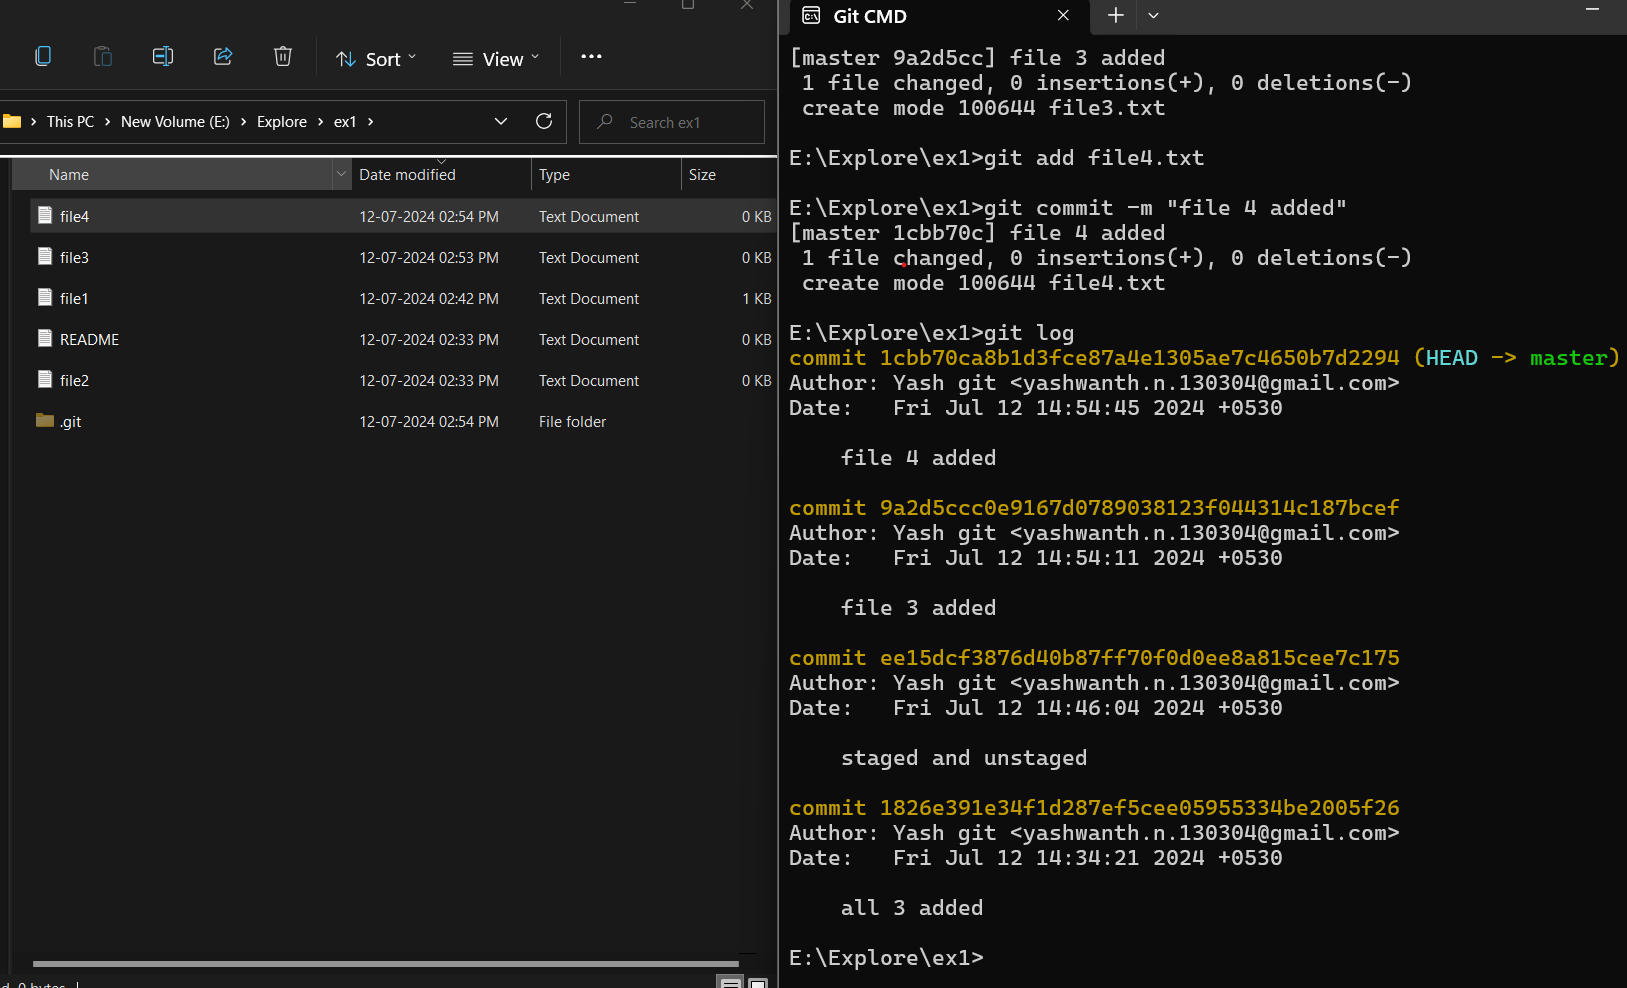 Sort
View
This PC > New Volume (E:) > Explore > ex1 >
Search ex1
Name Date modified Type Size
file4 12-07-2024 02:54 PM Text Document 0 KB
file3 12-07-2024 02:53 PM Text Document 0 KB
file1 12-07-2024 02:42 PM Text Document 1 KB
README 12-07-2024 02:33 PM Text Document 0 KB
file2 12-07-2024 02:33 PM Text Document 0 KB
.git 12-07-2024 02:54 PM File folder
0 bytes
Git CMD
[master 9a2d5cc] file 3 added
1 file changed, 0 insertions(+), 0 deletions(-)
create mode 100644 file3.txt
E:\Explore\ex1>git add file4.txt
E:\Explore\ex1>git commit -m "file 4 added"
[master 1cbb70c] file 4 added
1 file changed, 0 insertions(+), 0 deletions(-)
create mode 100644 file4.txt
E:\Explore\ex1>git log
commit 1cbb70ca8b1d3fce87a4e1305ae7c4650b7d2294 (HEAD -> master)
Author: Yash git <yashwanth.n.130304@gmail.com>
Date:   Fri Jul 12 14:54:45 2024 +0530
file 4 added
commit 9a2d5ccc0e9167d0789038123f044314c187bcef
Author: Yash git <yashwanth.n.130304@gmail.com>
Date:   Fri Jul 12 14:54:11 2024 +0530
file 3 added
commit ee15dcf3876d40b87ff70f0d0ee8a815cee7c175
Author: Yash git <yashwanth.n.130304@gmail.com>
Date:   Fri Jul 12 14:46:04 2024 +0530
staged and unstaged
commit 1826e391e34f1d287ef5cee05955334be2005f26
Author: Yash git <yashwanth.n.130304@gmail.com>
Date:   Fri Jul 12 14:34:21 2024 +0530
all 3 added
E:\Explore\ex1>